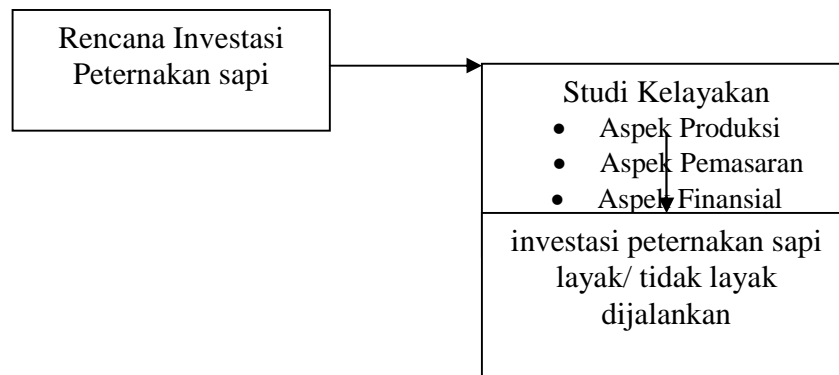 Rencana Investasi
Peternakan sapi
Studi Kelayakan
• Aspek Produksi
• Aspek Pemasaran
• Aspek Finansial
investasi peternakan sapi
layak/ tidak layak
dijalankan